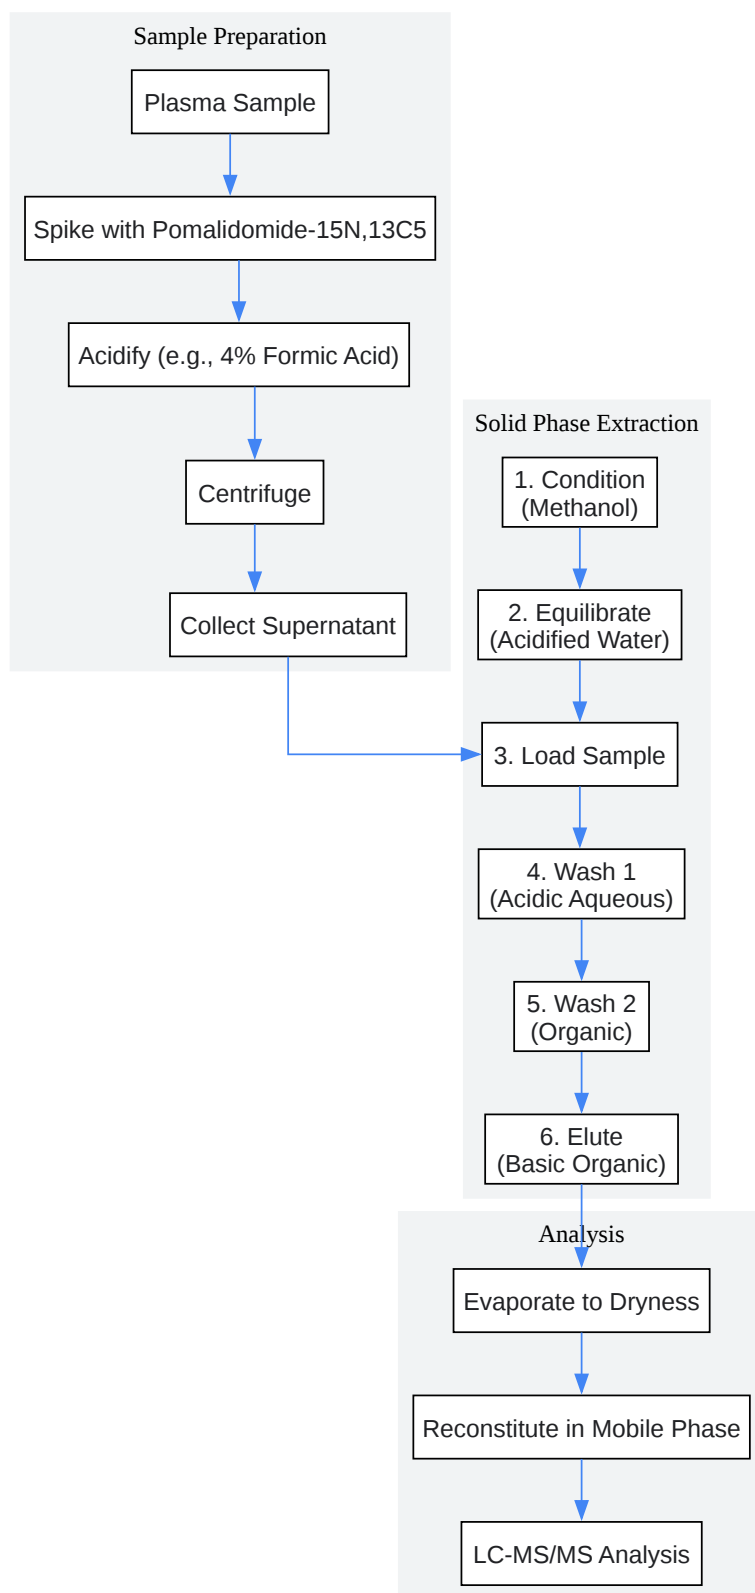 Sample Preparation
Plasma Sample
Spike with Pomalidomide-15N,13C5
Acidify (e.g., 4% Formic Acid)
Centrifuge
Collect Supernatant
Solid Phase Extraction
1. Condition
(Methanol)
2. Equilibrate
(Acidified Water)
3. Load Sample
4. Wash 1
(Acidic Aqueous)
5. Wash 2
(Organic)
6. Elute
(Basic Organic)
Analysis
Evaporate to Dryness
Reconstitute in Mobile Phase
LC-MS/MS Analysis